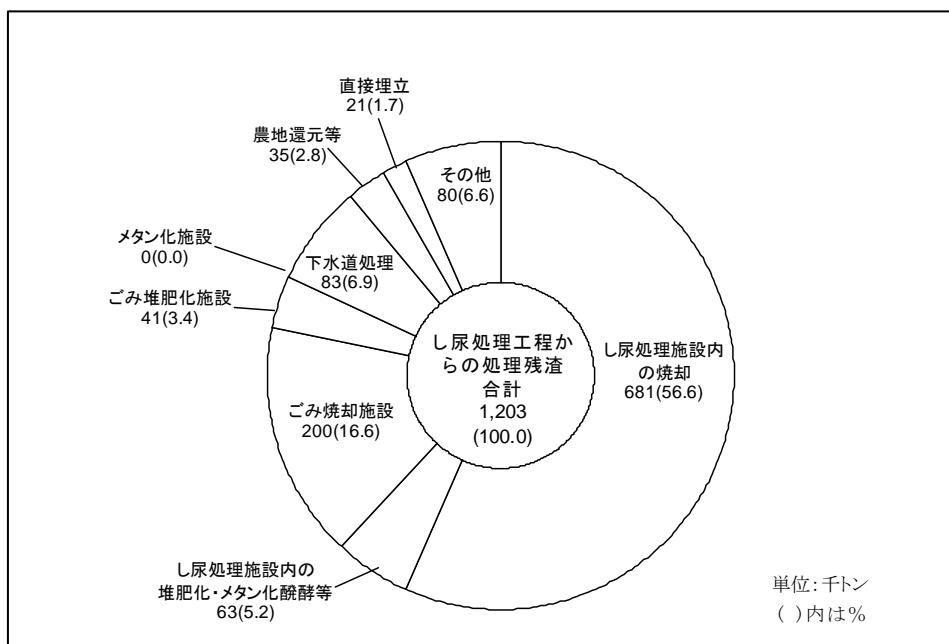 直接埋立
21(1.7)
農地還元等
35(2.8)
その他
80(6.6)
メタン化施設
0(0.0)
下水道処理
83(6.9)
ごみ堆肥化施設
41(3.4)
し尿処理工程か
らの処理残渣
合計
1,203
(100.0)
し尿処理施設内
の焼却
681(56.6)
ごみ焼却施設
200(16.6)
し尿処理施設内の
堆肥化・メタン化醗酵等
63(5.2)
単位:千トン
( )内は%